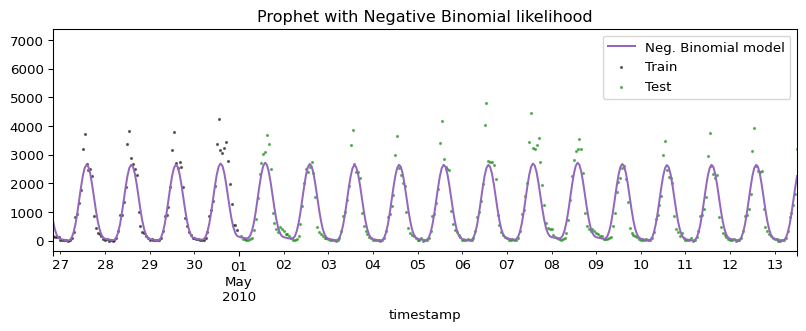 Prophet with Negative Binomial likelihood
7000
6000
5000
4000
3000
2000
1000
0
Neg. Binomial model
Train
Test
27 28 29 30 01 02 03 04 05 06 07 08 09 10 11 12 13
May
2010
timestamp